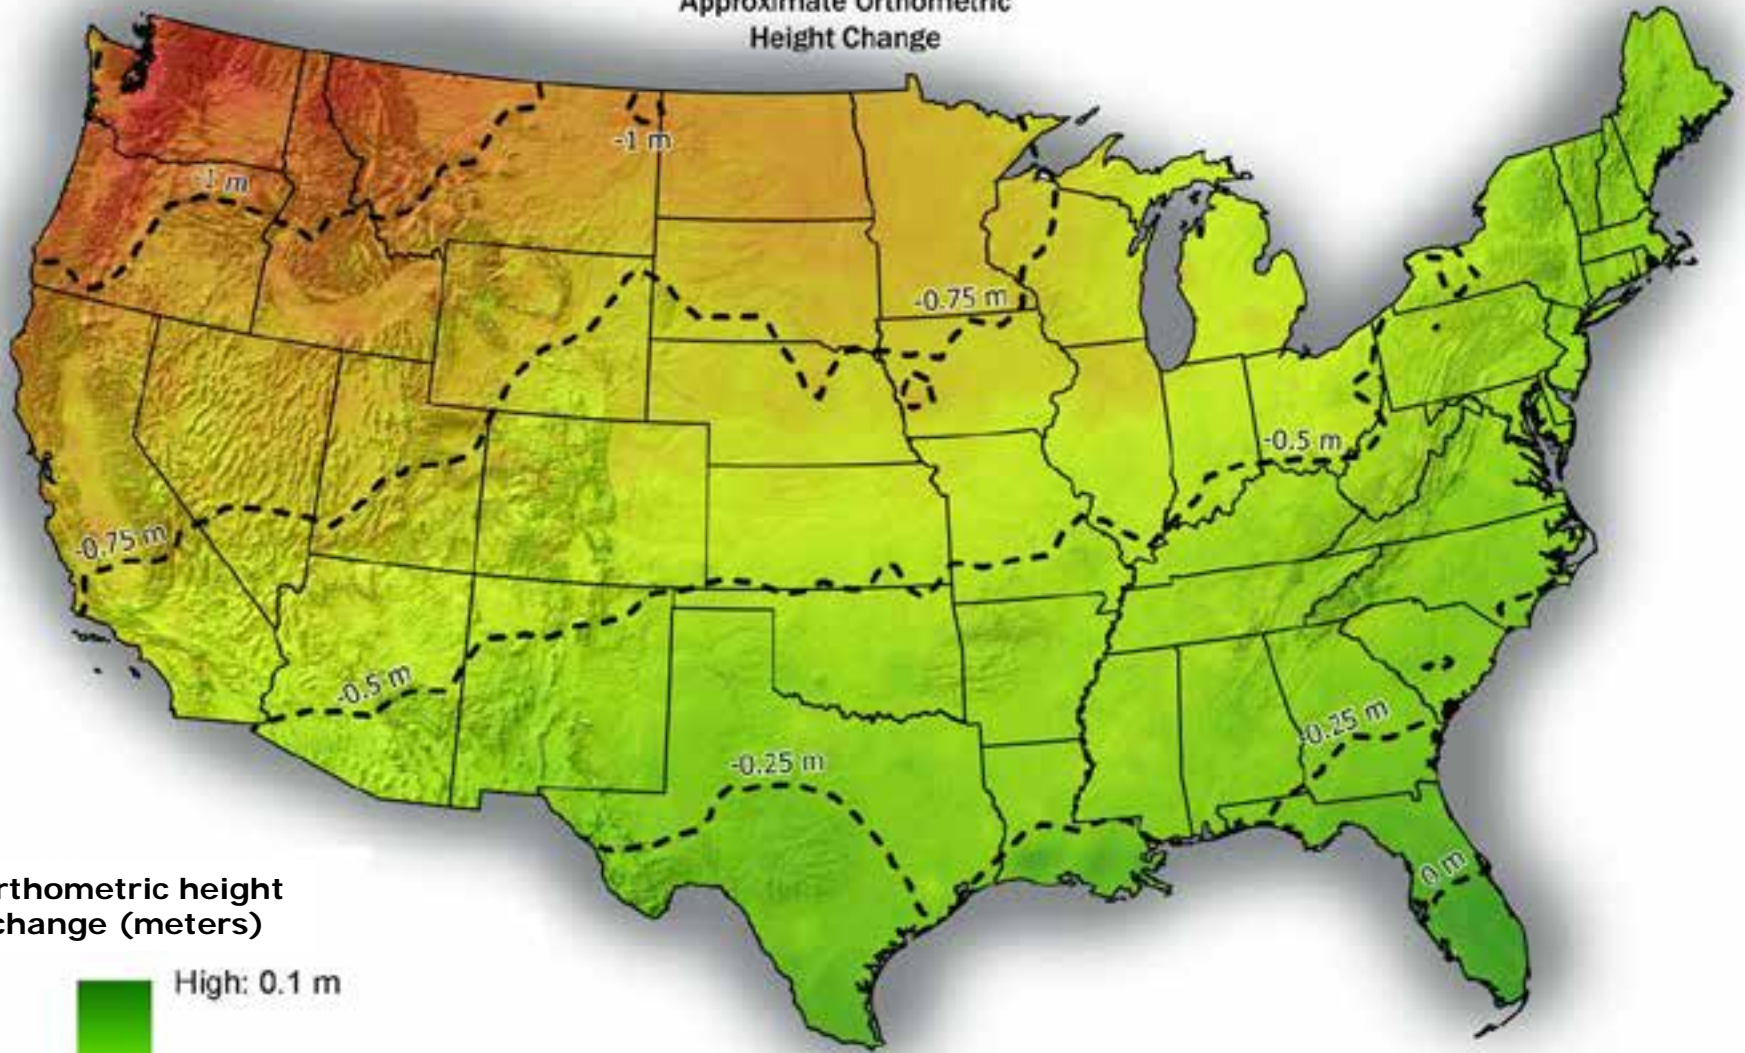 Approximate Orthometric
Height Change
-1 m
-1 m
-0.75 m
-0.5 m
-0.75 m
-0.5 m
-0.25 m
-0.25 m
0 m
rthometric height
change (meters)
High: 0.1 m